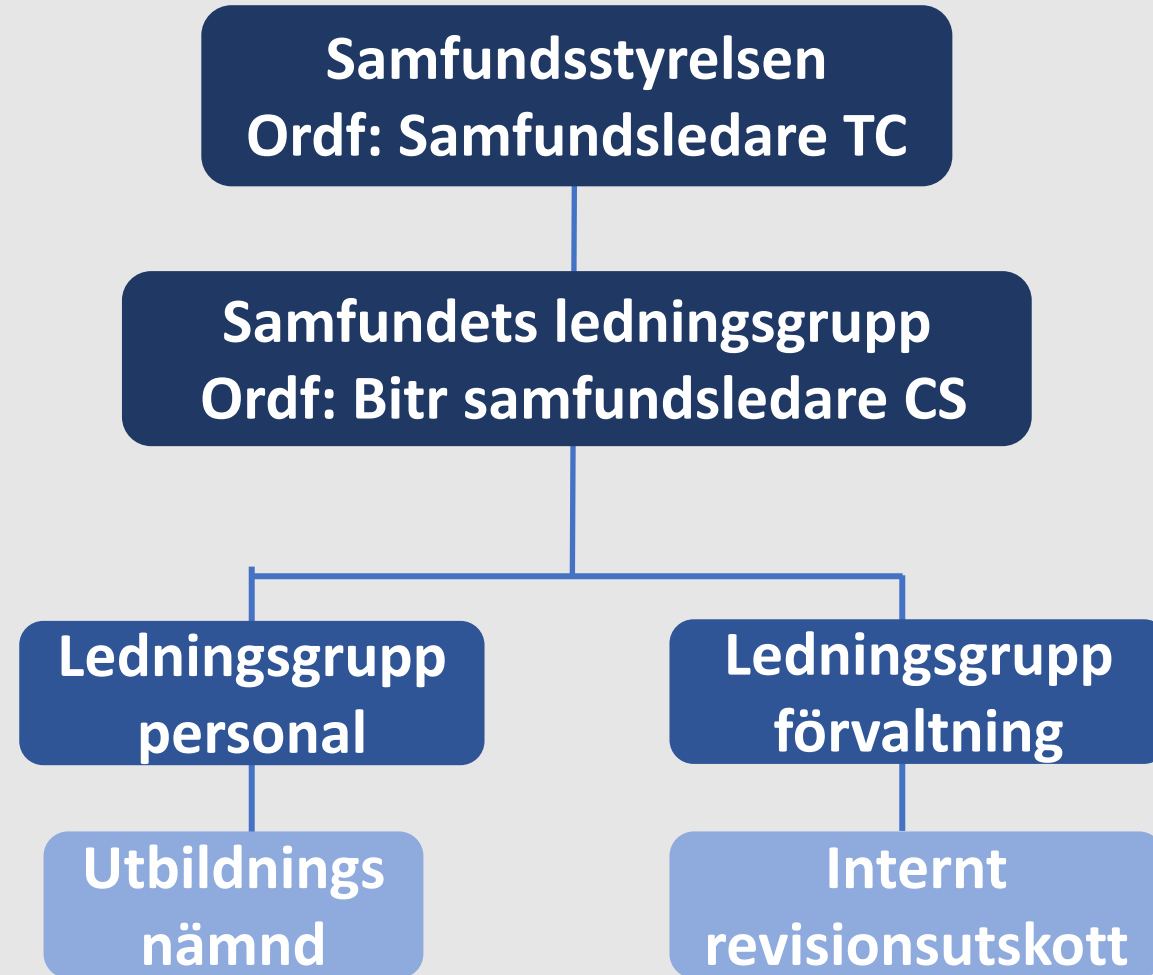 Samfundsstyrelsen
Ordf: Samfundsledare TC
Samfundets ledningsgrupp
Ordf: Bitr samfundsledare CS
Ledningsgrupp
personal
Ledningsgrupp
förvaltning
Utbildnings
nämnd
Internt
revisionsutskott